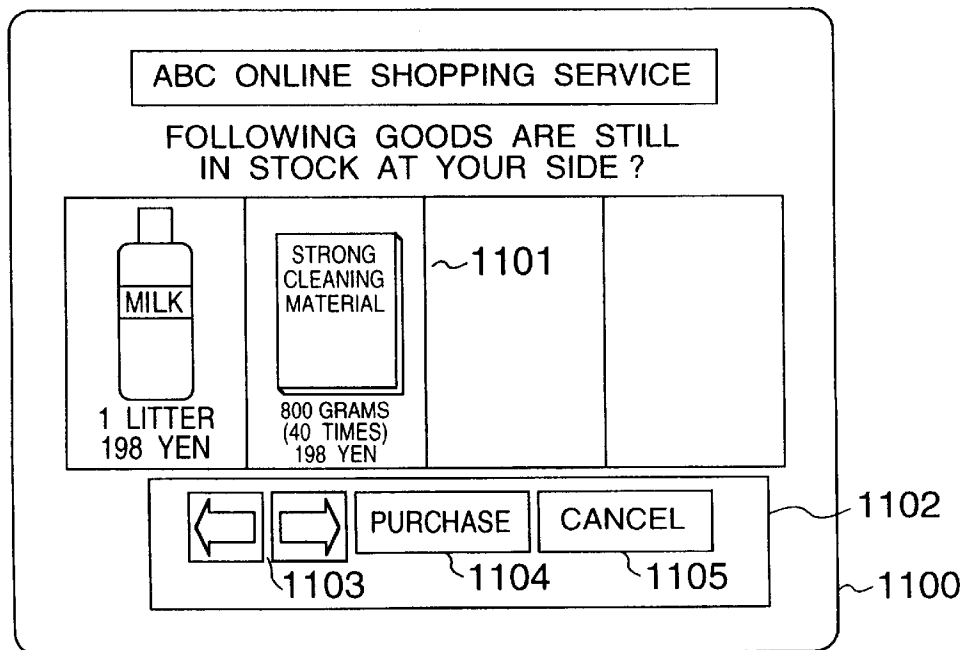 ABC ONLINE SHOPPING SERVICE
FOLLOWING GOODS ARE STILL
IN STOCK AT YOUR SIDE ?
MILK
1 LITTER
198 YEN
STRONG
CLEANING
MATERIAL
800 GRAMS
(40 TIMES)
198 YEN
1101
PURCHASE
CANCEL
1102
1103
1104
1105
1100